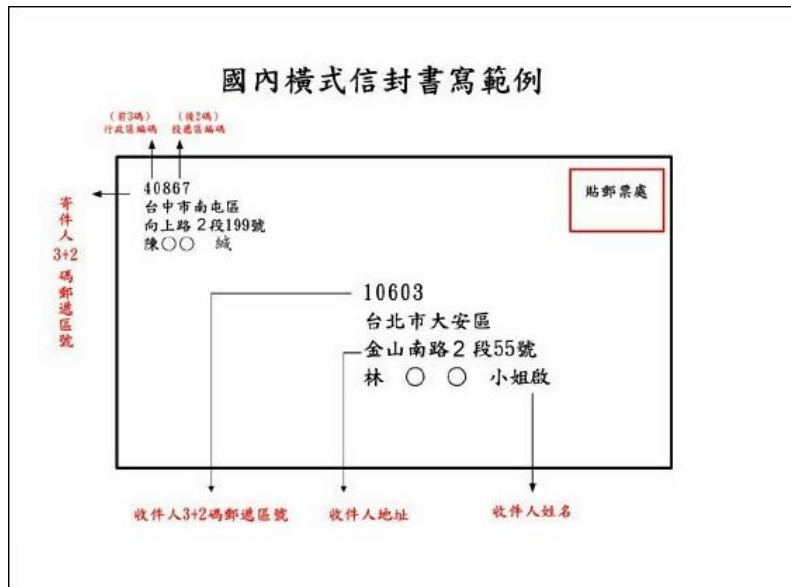 國內橫式信封書寫範例
(前3碼)
行政區編碼
(後2碼)
投遞區編碼
40867
台中市南屯區
向上路２段199號
陳○○ 緘
貼郵票處
寄件人3+2碼郵遞區號
10603
台北市大安區
金山南路２段55號
林 ○ ○ 小姐啟
收件人3+2碼郵遞區號
收件人地址
收件人姓名